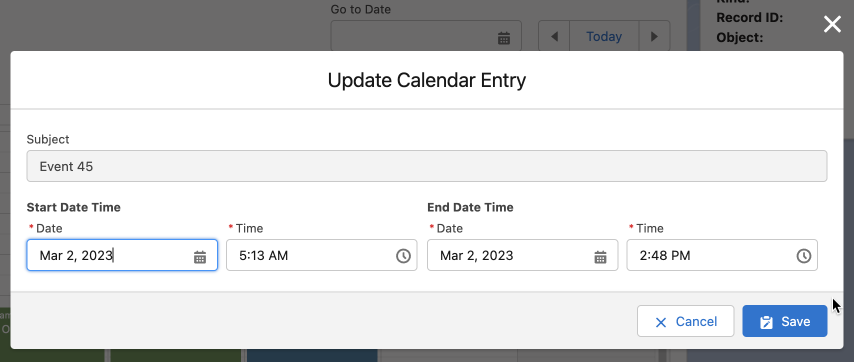 Go to Date
Record ID:
Today
Object:
Update Calendar Entry
Subject
Event 45
Start Date Time
End Date Time
* Date
* Time
* Date
* Time
Mar 2, 2023
5:13 AM
Mar 2, 2023
2:48 PM
Cancel
Save